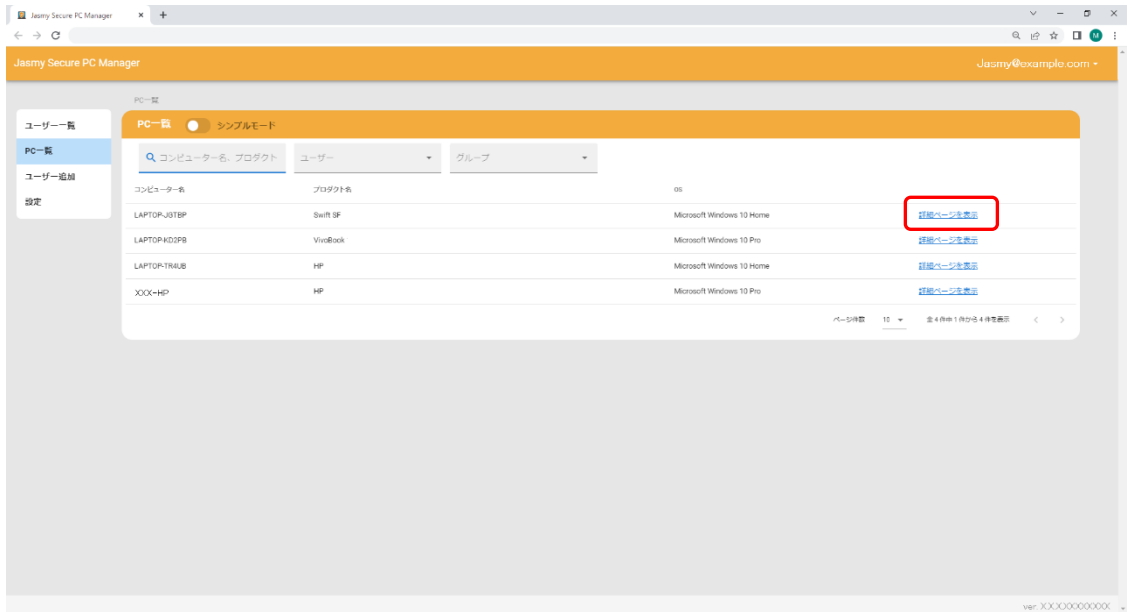 Jasmy Secure PC Manager
M
Jasmy Secure PC Manager
Jasmy@example.com
PC一覧
ユーザー一覧
PC一覧
ユーザー追加
設定
PC一覧 シンプルモード
コンピューター名、プロダクト ユーザー グループ
コンピューター名 プロダクト名 OS
LAPTOP-JGTBP Swift SF Microsoft Windows 10 Home 詳細ページを表示
LAPTOP-KD2PB VivoBook Microsoft Windows 10 Pro 詳細ページを表示
LAPTOP-TR4UB HP Microsoft Windows 10 Home 詳細ページを表示
XXX-HP HP Microsoft Windows 10 Pro 詳細ページを表示
ページ件数 10 全 4 件中 1 件から 4 件を表示